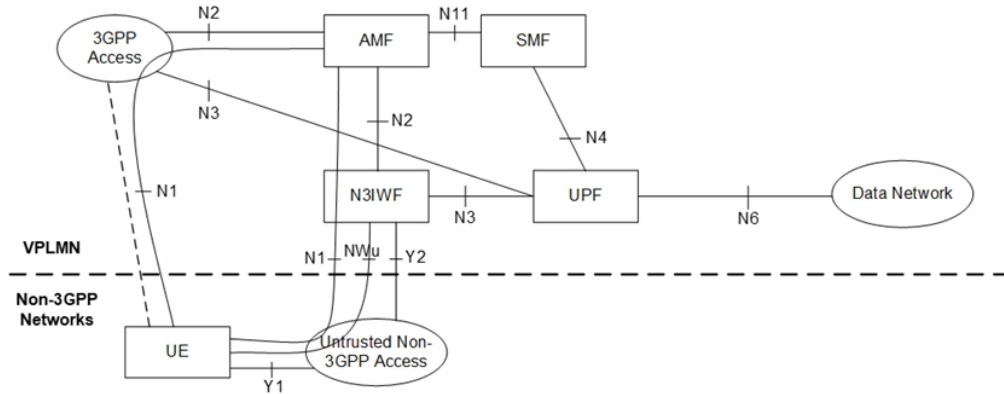 N2
N11
3GPP
Access
AMF
SMF
N3
N2
N4
N1
N3IWF
UPF
Data Network
N3
N6
VPLMN
N1
NWu
Y2
Non-3GPP
Networks
UE
Untrusted Non-
3GPP Access
Y1